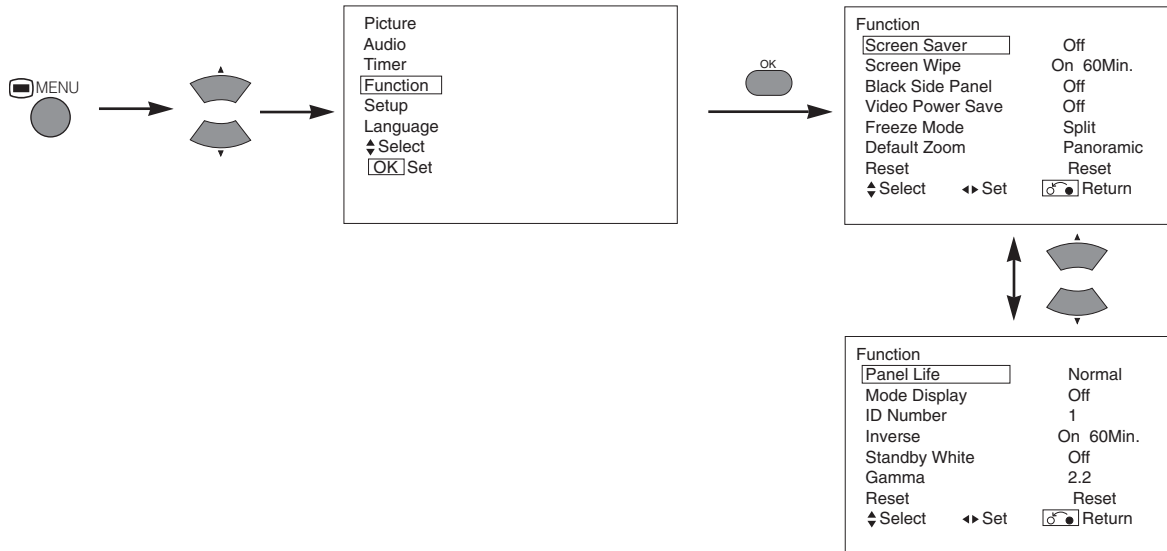 MENU
Picture
Audio
Timer
Function
Setup
Language
Select
OK Set
OK
Function
Screen Saver Off
Screen Wipe On 60Min.
Black Side Panel Off
Video Power Save Off
Freeze Mode Split
Default Zoom Panoramic
Reset Reset
Select Set Return
Function
Panel Life Normal
Mode Display Off
ID Number 1
Inverse On 60Min.
Standby White Off
Gamma 2.2
Reset Reset
Select Set Return